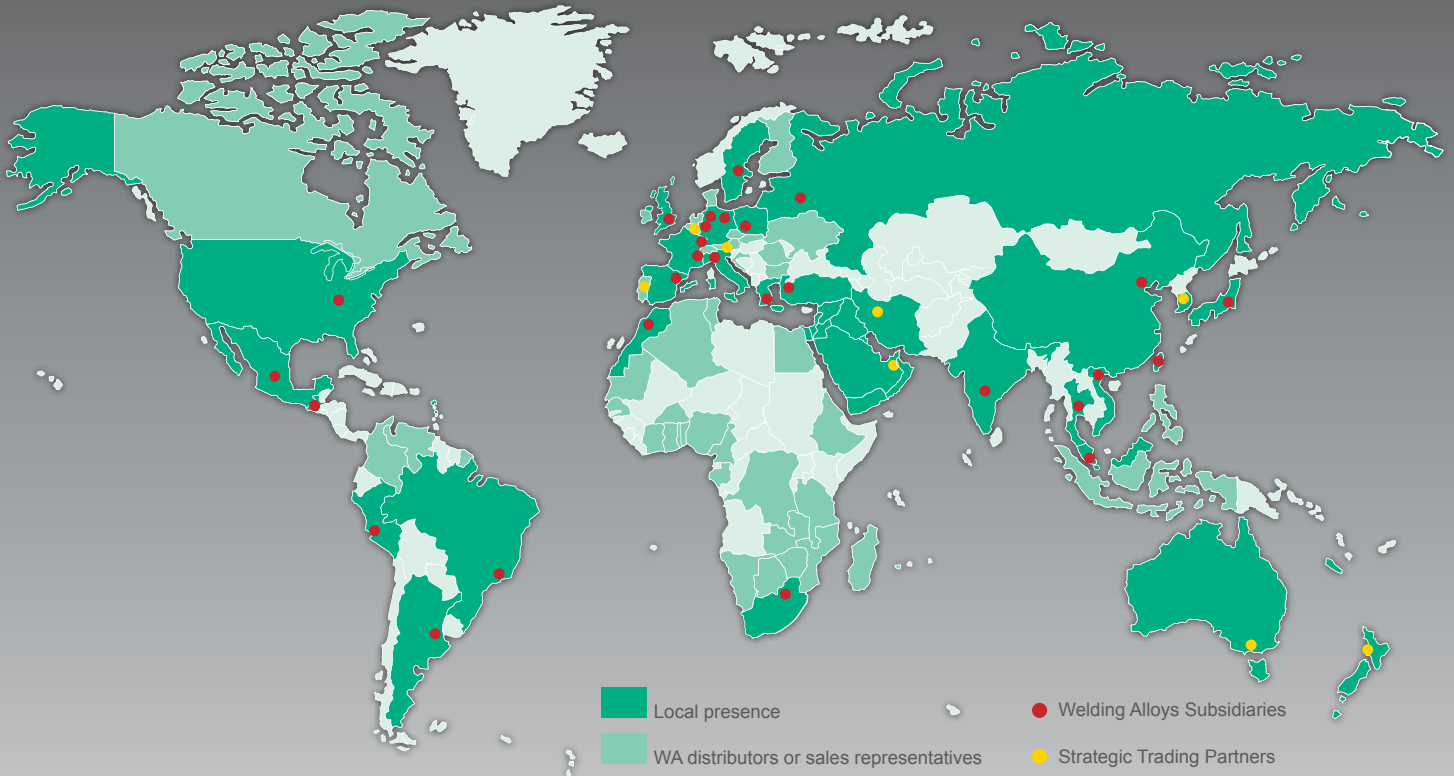 Local presence
WA distributors or sales representatives
Welding Alloys Subsidiaries
Strategic Trading Partners